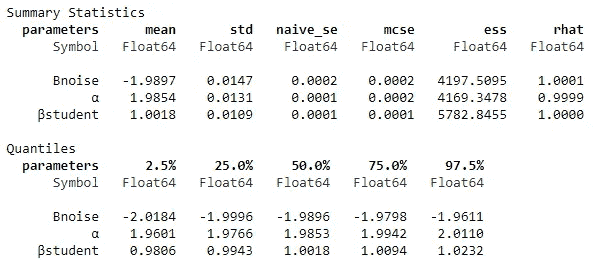 Summary Statistics
parameters mean std naive_se mcse ess rhat
Symbol Float64 Float64 Float64 Float64 Float64 Float64
Bnoise -1.9897 0.0147 0.0002 0.0002 4197.5095 1.0001
α 1.9854 0.0131 0.0001 0.0002 4169.3478 0.9999
βstudent 1.0018 0.0109 0.0001 0.0001 5782.8455 1.0000
Quantiles
parameters 2.5% 25.0% 50.0% 75.0% 97.5%
Symbol Float64 Float64 Float64 Float64 Float64
Bnoise -2.0184 -1.9996 -1.9896 -1.9798 -1.9611
α 1.9601 1.9766 1.9853 1.9942 2.0110
βstudent 0.9806 0.9943 1.0018 1.0094 1.0232